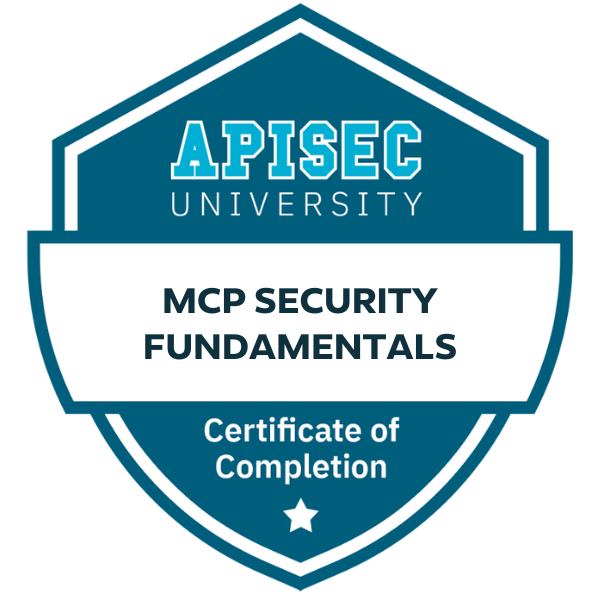 APISEC
UNIVERSITY
MCP SECURITY
FUNDAMENTALS
Certificate of
Completion